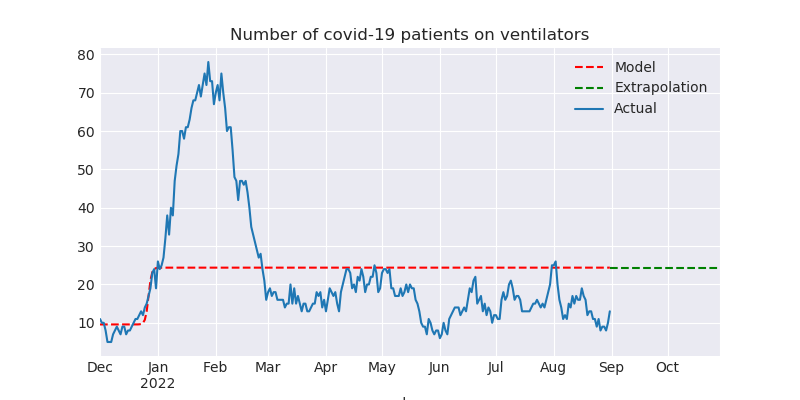 Number of covid-19 patients on ventilators
80
70
60
50
40
30
20
10
Model
Extrapolation
Actual
Dec Jan Feb Mar Apr May Jun Jul Aug Sep Oct
2022